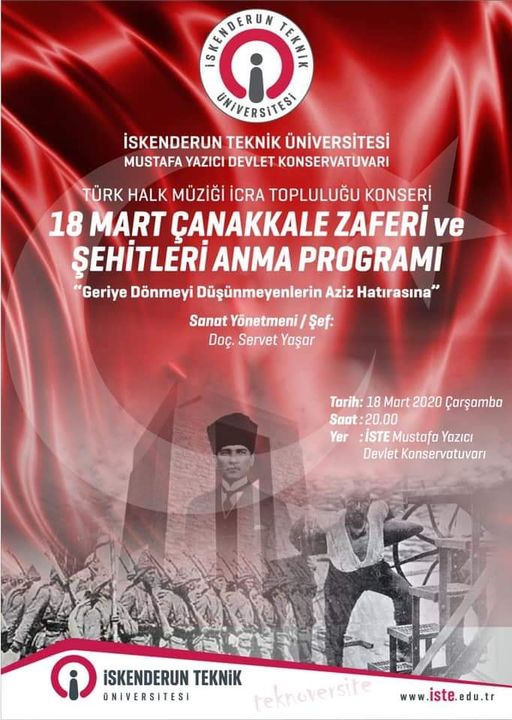 İSKENDERUN TEKNİK
ÜNİVERSİTESİ
İSKENDERUN TEKNİK ÜNİVERSİTESİ
MUSTAFA YAZICI DEVLET KONSERVATUVARI
TÜRK HALK MÜZİĞİ İCRA TOPLULUĞU KONSERİ
18 MART ÇANAKKALE ZAFERİ ve
ŞEHİTLERİ ANMA PROGRAMI
“Geriye Dönmeyi Düşünmeyenlerin Aziz Hatırasına”
Sanat Yönetmeni / Şef:
Doç. Servet Yaşar
Tarih: 18 Mart 2020 Çarşamba
Saat : 20.00
Yer : İSTE Mustafa Yazıcı
Devlet Konservatuvarı
İSKENDERUN TEKNİK
ÜNİVERSİTESİ
teknoversite
www.iste.edu.tr